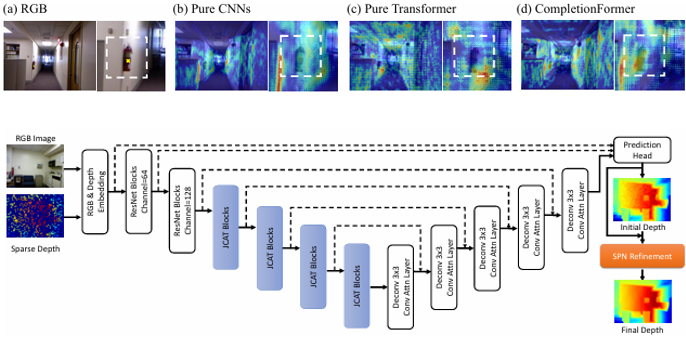 (a) RGB
(b) Pure CNNs
(c) Pure Transformer
(d) CompletionFormer
RGB Image
Sparse Depth
RGB & Depth
Embedding
ResNet Blocks
Channel=64
ResNet Blocks
Channel=128
JCAT Blocks
JCAT Blocks
JCAT Blocks
JCAT Blocks
Deconv 3x3
Conv Attn Layer
Deconv 3x3
Conv Attn Layer
Deconv 3x3
Conv Attn Layer
Deconv 3x3
Conv Attn Layer
Deconv 3x3
Conv Attn Layer
Prediction
Head
Initial Depth
SPN Refinement
Final Depth